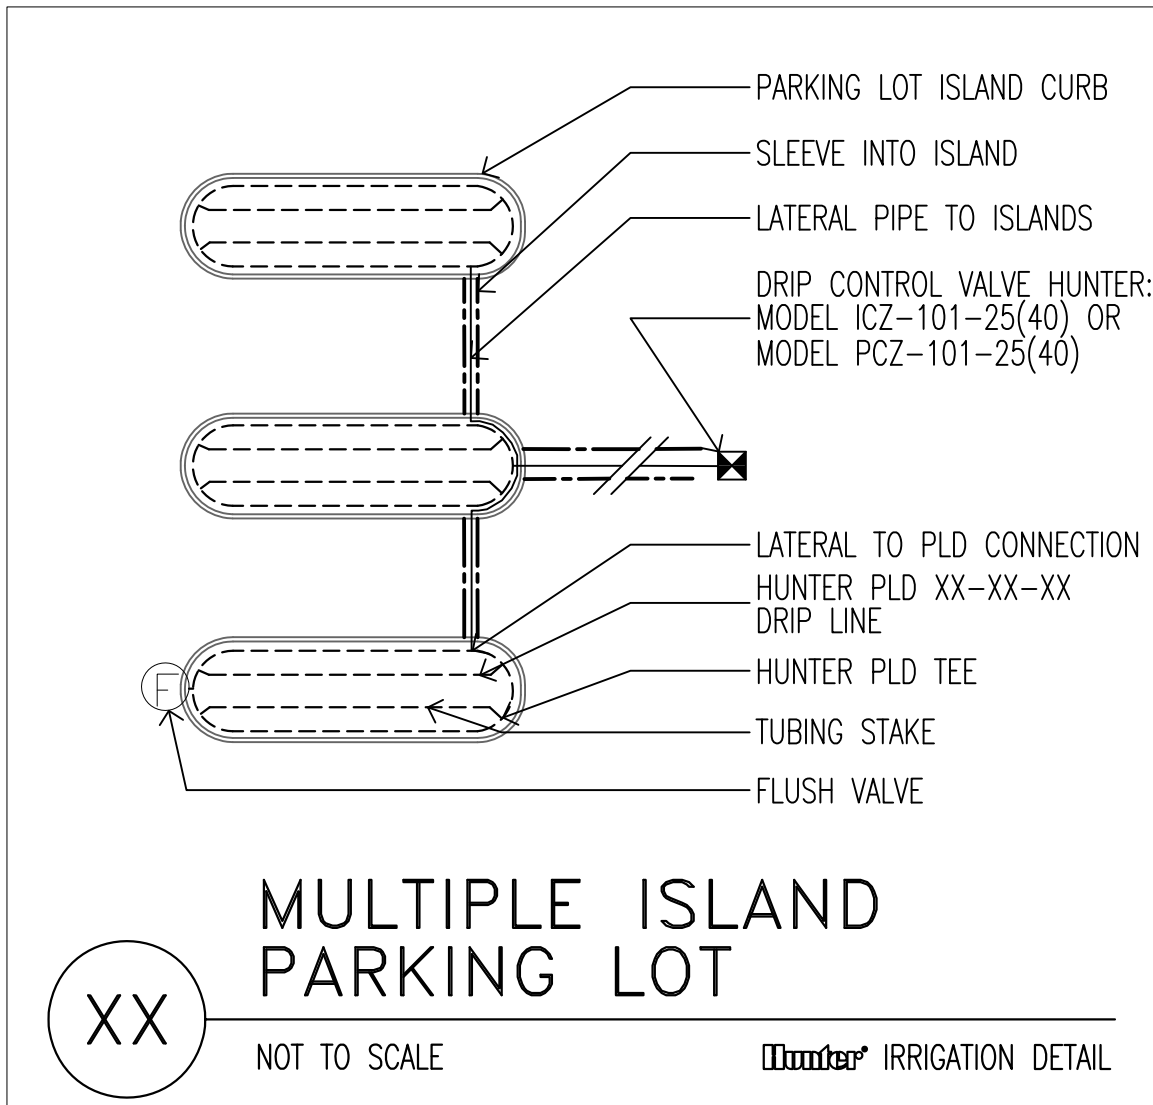 PARKING LOT ISLAND CURB
SLEEVE INTO ISLAND
LATERAL PIPE TO ISLANDS
DRIP CONTROL VALVE HUNTER:
MODEL ICZ-101-25(40) OR
MODEL PCZ-101-25(40)
LATERAL TO PLD CONNECTION
HUNTER PLD XX-XX-XX
DRIP LINE
HUNTER PLD TEE
TUBING STAKE
FLUSH VALVE
F
MULTIPLE ISLAND
PARKING LOT
XX
NOT TO SCALE
Hunter® IRRIGATION DETAIL